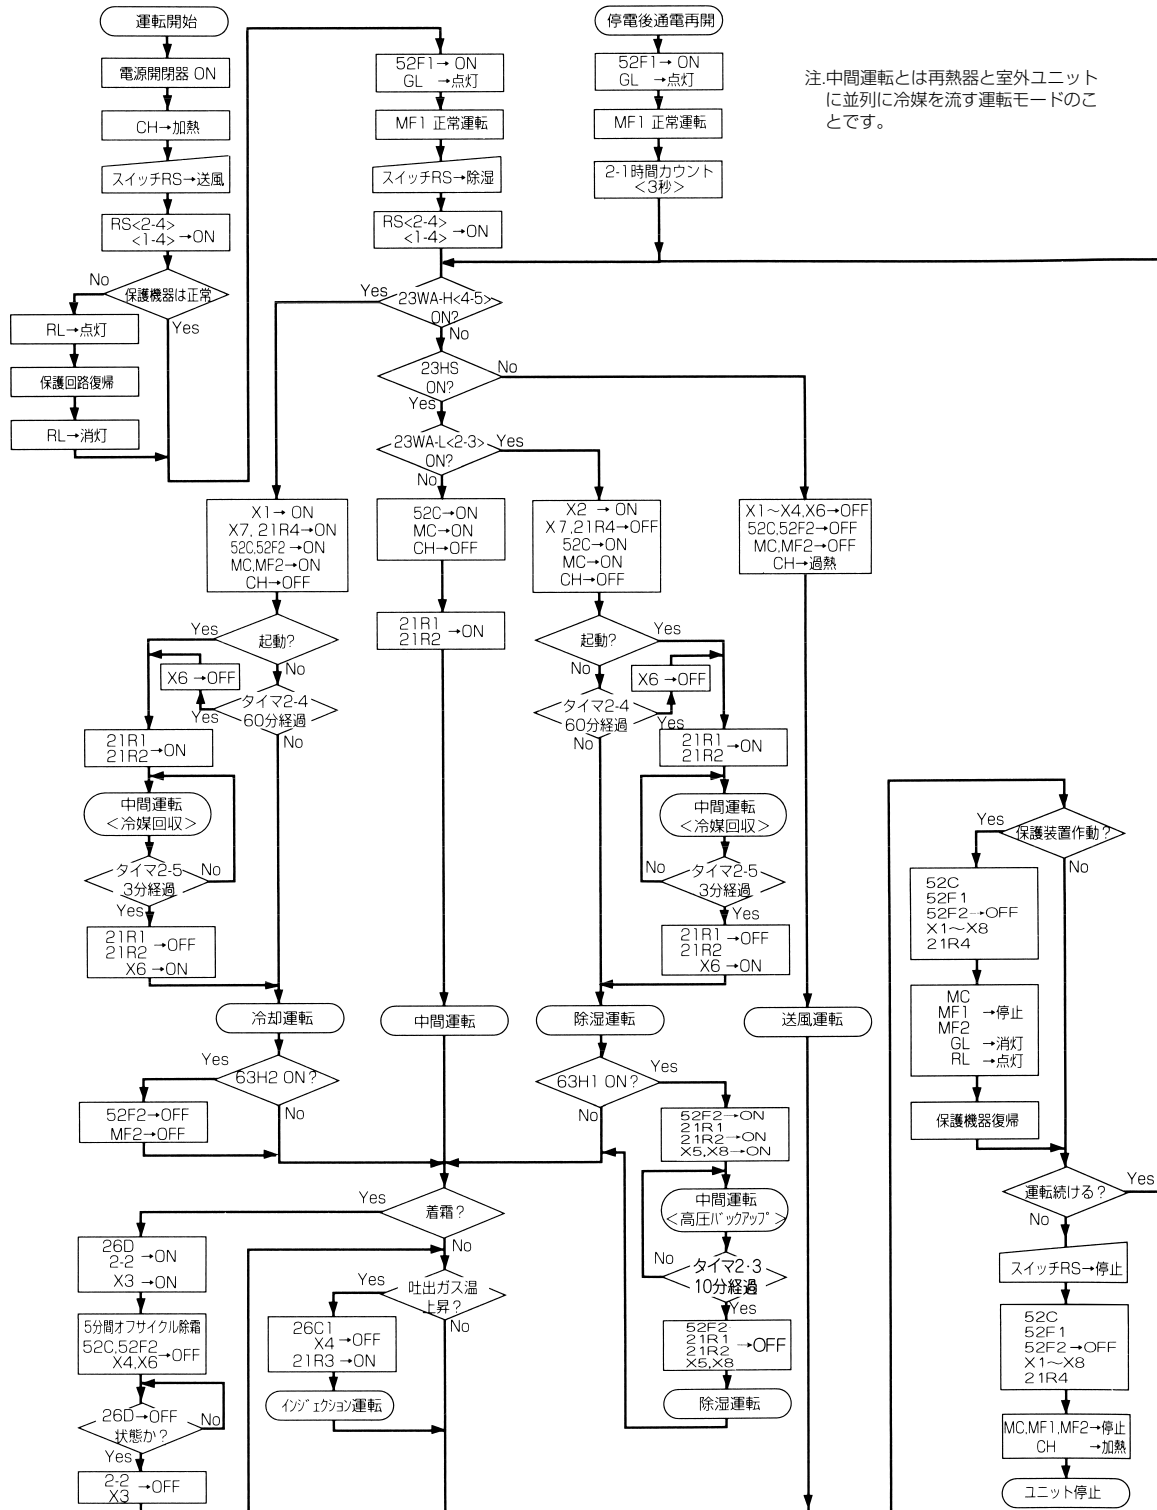 運転開始
電源開閉器 ON
CH→加熱
スイッチRS→送風
RS<2-4>
<1-4> →ON
保護機器は正常
No
Yes
RL→点灯
保護回路復帰
RL→消灯
52F1→ ON
GL →点灯
MF1 正常運転
スイッチRS→除湿
RS<2-4>
<1-4> →ON
停電後通電再開
52F1→ ON
GL →点灯
MF1 正常運転
2-1時間カウント
<3秒>
注.中間運転とは再熱器と室外ユニット
に並列に冷媒を流す運転モードのこ
とです。
23WA-H<4-5>
ON?
Yes
No
23HS
ON?
No
Yes
23WA-L<2-3>
ON?
Yes
No
X1→ ON
X7, 21R4→ON
52C,52F2→ON
MC,MF2→ON
CH→OFF
起動?
Yes
No
X6→OFF
タイマ2-4
60分経過
Yes
No
21R1
21R2 →ON
中間運転
<冷媒回収>
タイマ2-5
3分経過
No
Yes
21R1
21R2 →OFF
X6→ON
冷却運転
63H2 ON?
Yes
No
52F2→OFF
MF2→OFF
52C→ON
MC→ON
CH→OFF
21R1
21R2 →ON
中間運転
X2 → ON
X7,21R4→OFF
52C→ON
MC→ON
CH→OFF
起動?
Yes
No
X6→OFF
タイマ2-4
60分経過
Yes
No
21R1
21R2 →ON
中間運転
<冷媒回収>
タイマ2-5
3分経過
No
Yes
21R1→OFF
21R2
X6→ON
除湿運転
63H1 ON?
Yes
No
52F2→ON
21R1
21R2→ON
X5,X8→ON
中間運転
<高圧バックアップ>
タイマ2・3
10分経過
No
Yes
52F2
21R1
21R2 →OFF
X5,X8
除湿運転
X1〜X4,X6→OFF
52C,52F2→OFF
MC,MF2→OFF
CH→過熱
送風運転
着霜?
Yes
No
26D
2-2 →ON
X3→ON
5分間オフサイクル除霜
52C,52F2
X4,X6 →OFF
26D→OFF
状態か?
No
Yes
2-2
X3 →OFF
吐出ガス温
上昇?
Yes
No
26C1
X4 →OFF
21R3→ON
インジェクション運転
保護装置作動?
Yes
No
52C
52F1
52F2→OFF
X1〜X8
21R4
MC
MF1 →停止
MF2
GL →消灯
RL →点灯
保護機器復帰
運転続ける?
Yes
No
スイッチRS→停止
52C
52F1
52F2→OFF
X1〜X8
21R4
MC,MF1,MF2→停止
CH →加熱
ユニット停止